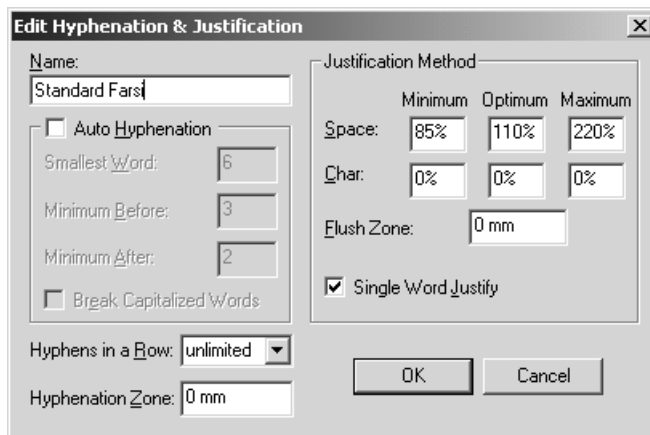 Edit Hyphenation & Justification
Name:
Standard Farsi
Auto Hyphenation
Smallest Word: 6
Minimum Before: 3
Minimum After: 2
Break Capitalized Words
Hyphens in a Row: unlimited
Hyphenation Zone: 0 mm
Justification Method
Minimum Optimum Maximum
Space: 85% 110% 220%
Char: 0% 0% 0%
Flush Zone: 0 mm
Single Word Justify
OK Cancel